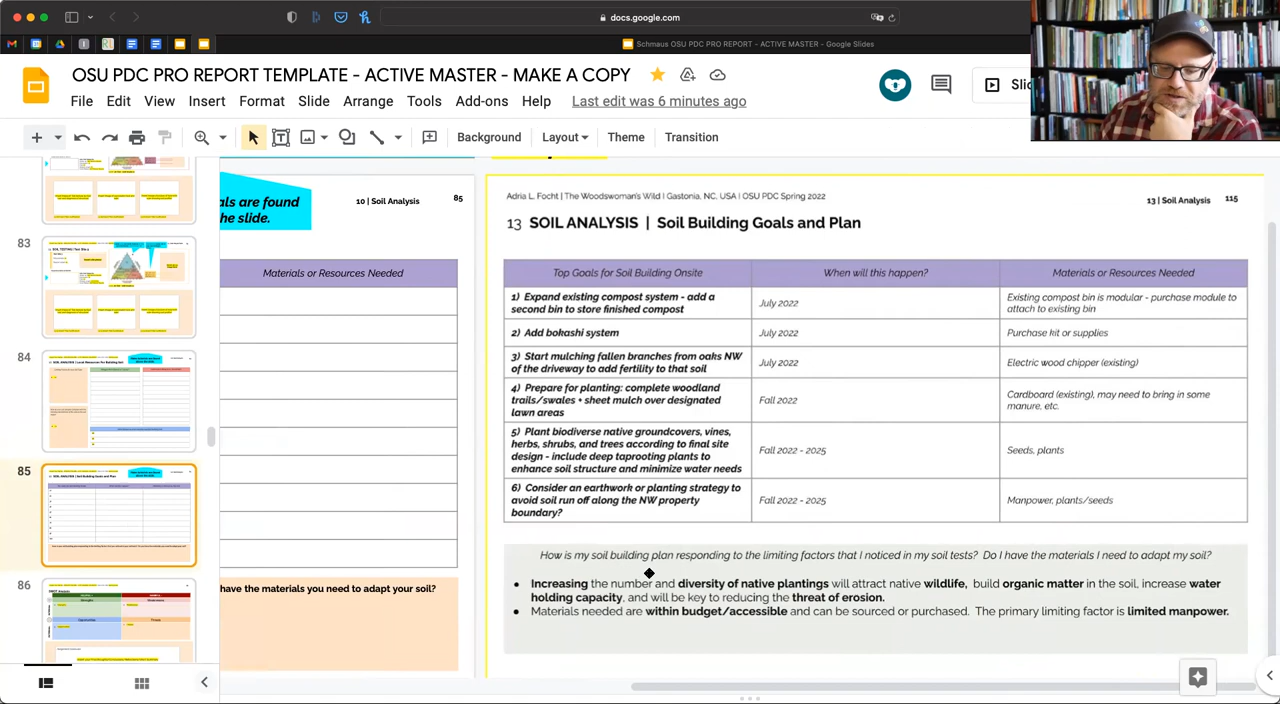 docs.google.com
Schmaus OSU PDC PRO REPORT - ACTIVE MASTER - Google Slides
OSU PDC PRO REPORT TEMPLATE - ACTIVE MASTER - MAKE A COPY
File Edit View Insert Format Slide Arrange Tools Add-ons Help Last edit was 6 minutes ago
Background Layout Theme Transition
83
84
85
86
als are found
he slide.
10 | Soil Analysis 85
Materials or Resources Needed
have the materials you need to adapt your soil?
Adria L. Focht | The Woodswoman's Wild | Gastonia, NC, USA | OSU PDC Spring 2022
13 | Soil Analysis 115
13 SOIL ANALYSIS | Soil Building Goals and Plan
Top Goals for Soil Building Onsite When will this happen? Materials or Resources Needed
1) Expand existing compost system - add a
second bin to store finished compost
July 2022
Existing compost bin is modular - purchase module to
attach to existing bin
2) Add bokashi system
July 2022
Purchase kit or supplies
3) Start mulching fallen branches from oaks NW
of the driveway to add fertility to that soil
July 2022
Electric wood chipper (existing)
4) Prepare for planting: complete woodland
trails/swales + sheet mulch over designated
lawn areas
Fall 2022
Cardboard (existing), may need to bring in some
manure, etc.
5) Plant biodiverse native groundcovers, vines,
herbs, shrubs, and trees according to final site
design - include deep taprooting plants to
enhance soil structure and minimize water needs
Fall 2022 - 2025
Seeds, plants
6) Consider an earthwork or planting strategy to
avoid soil run off along the NW property
boundary?
Fall 2022 - 2025
Manpower, plants/seeds
How is my soil building plan responding to the limiting factors that I noticed in my soil tests? Do I have the materials I need to adapt my soil?
● Increasing the number and diversity of native plantings will attract native wildlife, build organic matter in the soil, increase water
holding capacity, and will be key to reducing the threat of erosion.
● Materials needed are within budget/accessible and can be sourced or purchased. The primary limiting factor is limited manpower.